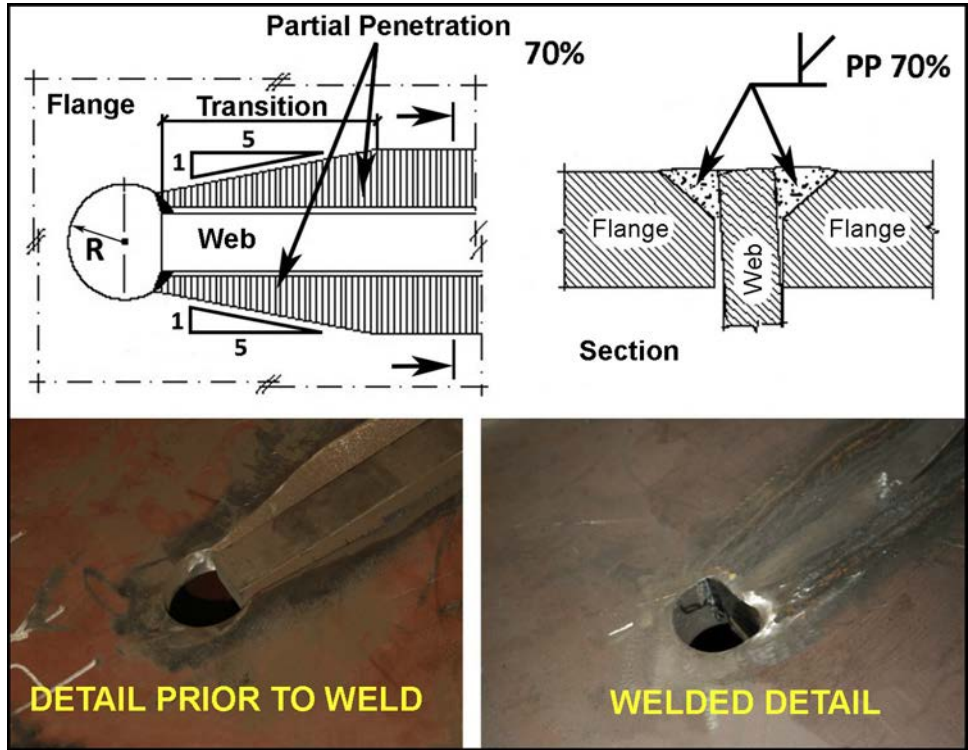 Partial Penetration
70%
PP 70%
Flange
Transition
5
1
R
Web
1
5
Flange
Web
Flange
Section
DETAIL PRIOR TO WELD
WELDED DETAIL